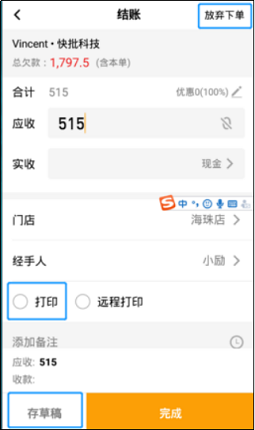 结账 放弃下单
Vincent • 快批科技
总欠款：1,797.5 (含本单)
合计 515 优惠0(100%)
应收 515
实收 现金
S 中
门店 海珠店
经手人 小励
打印 远程打印
添加备注
应收: 515
收款:
存草稿 完成